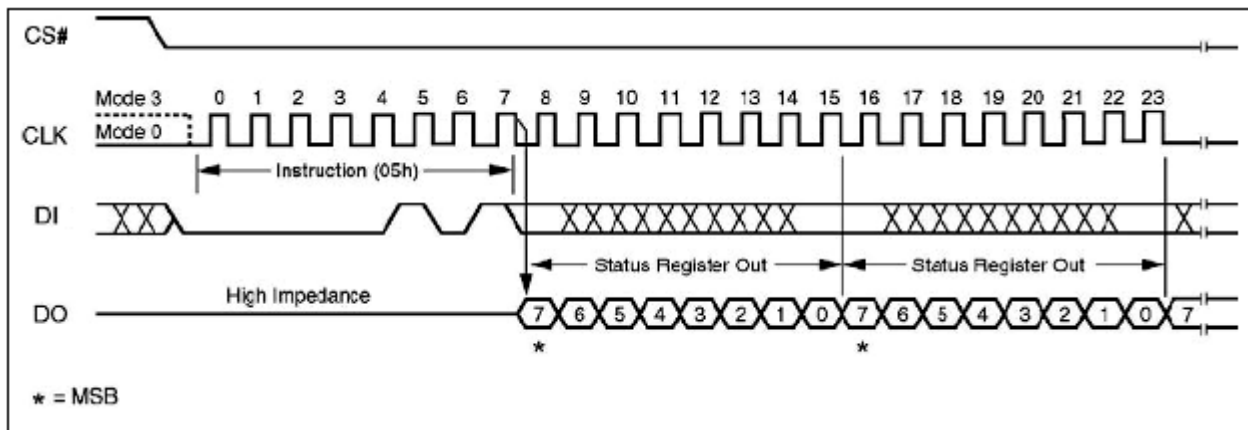 CS#
Mode 3 0 1 2 3 4 5 6 7 8 9 10 11 12 13 14 15 16 17 18 19 20 21 22 23
CLK Mode 0
Instruction (05h)
DI
Status Register Out Status Register Out
High Impedance
DO 7 6 5 4 3 2 1 0 7 6 5 4 3 2 1 0 7
* *
* = MSB